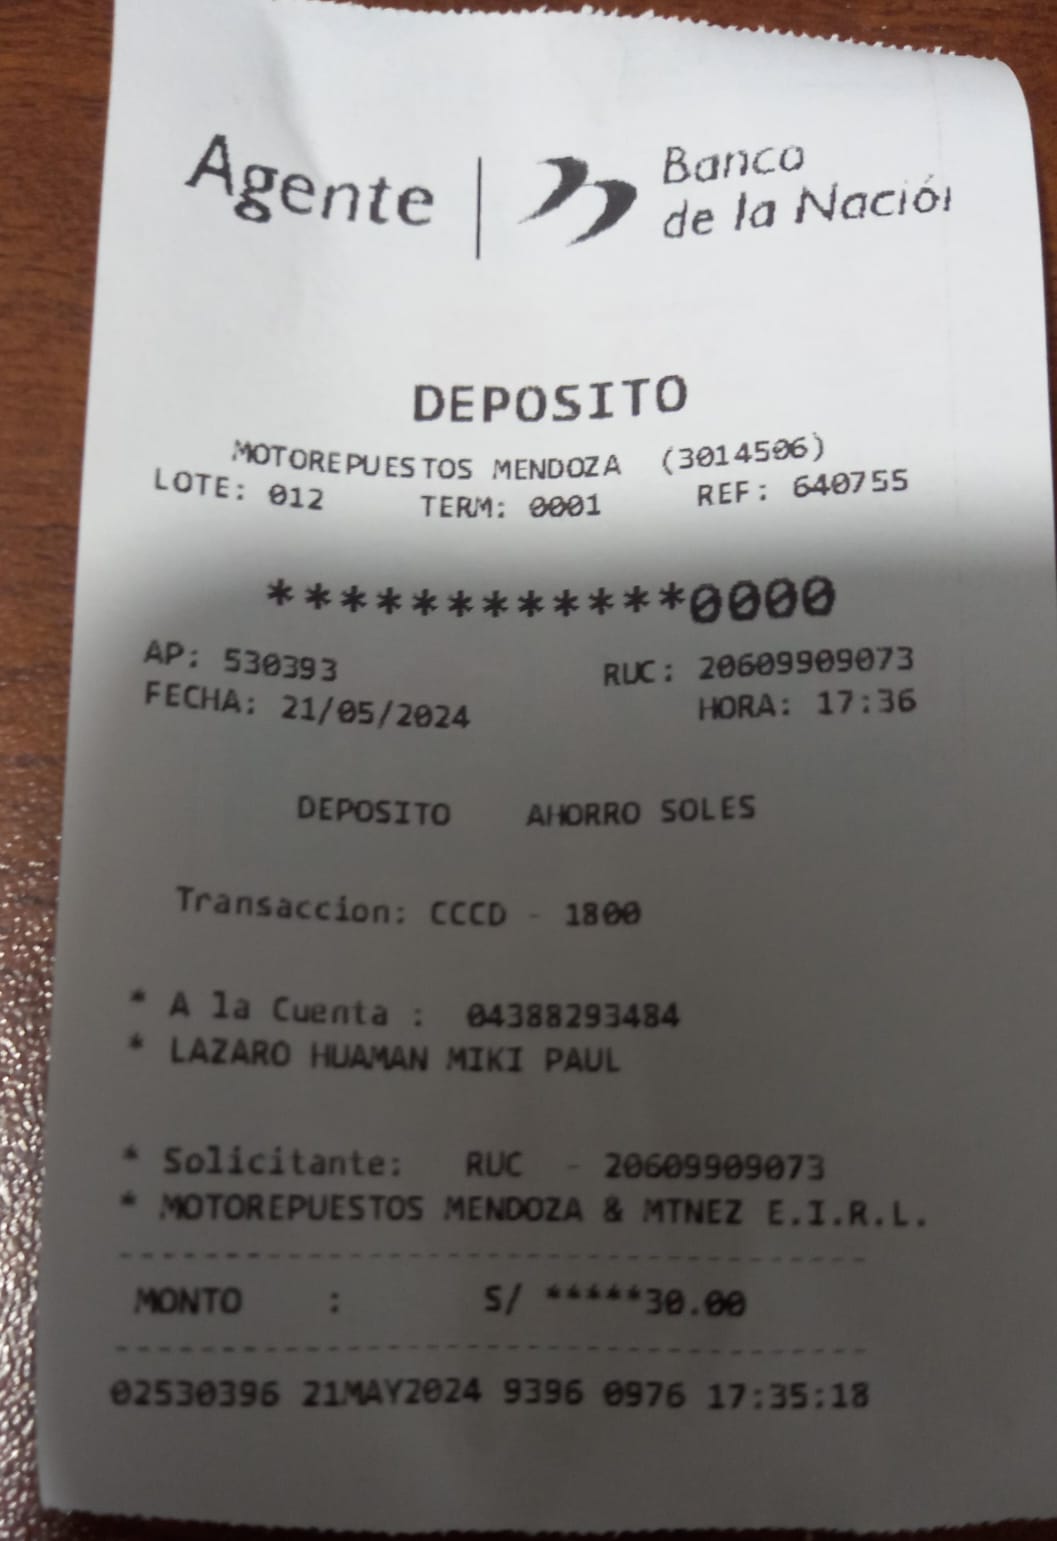 Agente | Banco
de la Nación
DEPOSITO
MOTOREPUESTOS MENDOZA (3014506)
LOTE: 012 TERM: 0001 REF: 640755
************0000
AP: 530393 RUC: 20609909073
FECHA: 21/05/2024 HORA: 17:36
DEPOSITO AHORRO SOLES
Transaccion: CCCD - 1800
* A la Cuenta : 04388293484
* LAZARO HUAMAN MIKI PAUL
* Solicitante: RUC - 20609909073
* MOTOREPUESTOS MENDOZA & MTNEZ E.I.R.L.
MONTO : S/ *****30.00
02530396 21MAY2024 9396 0976 17:35:18